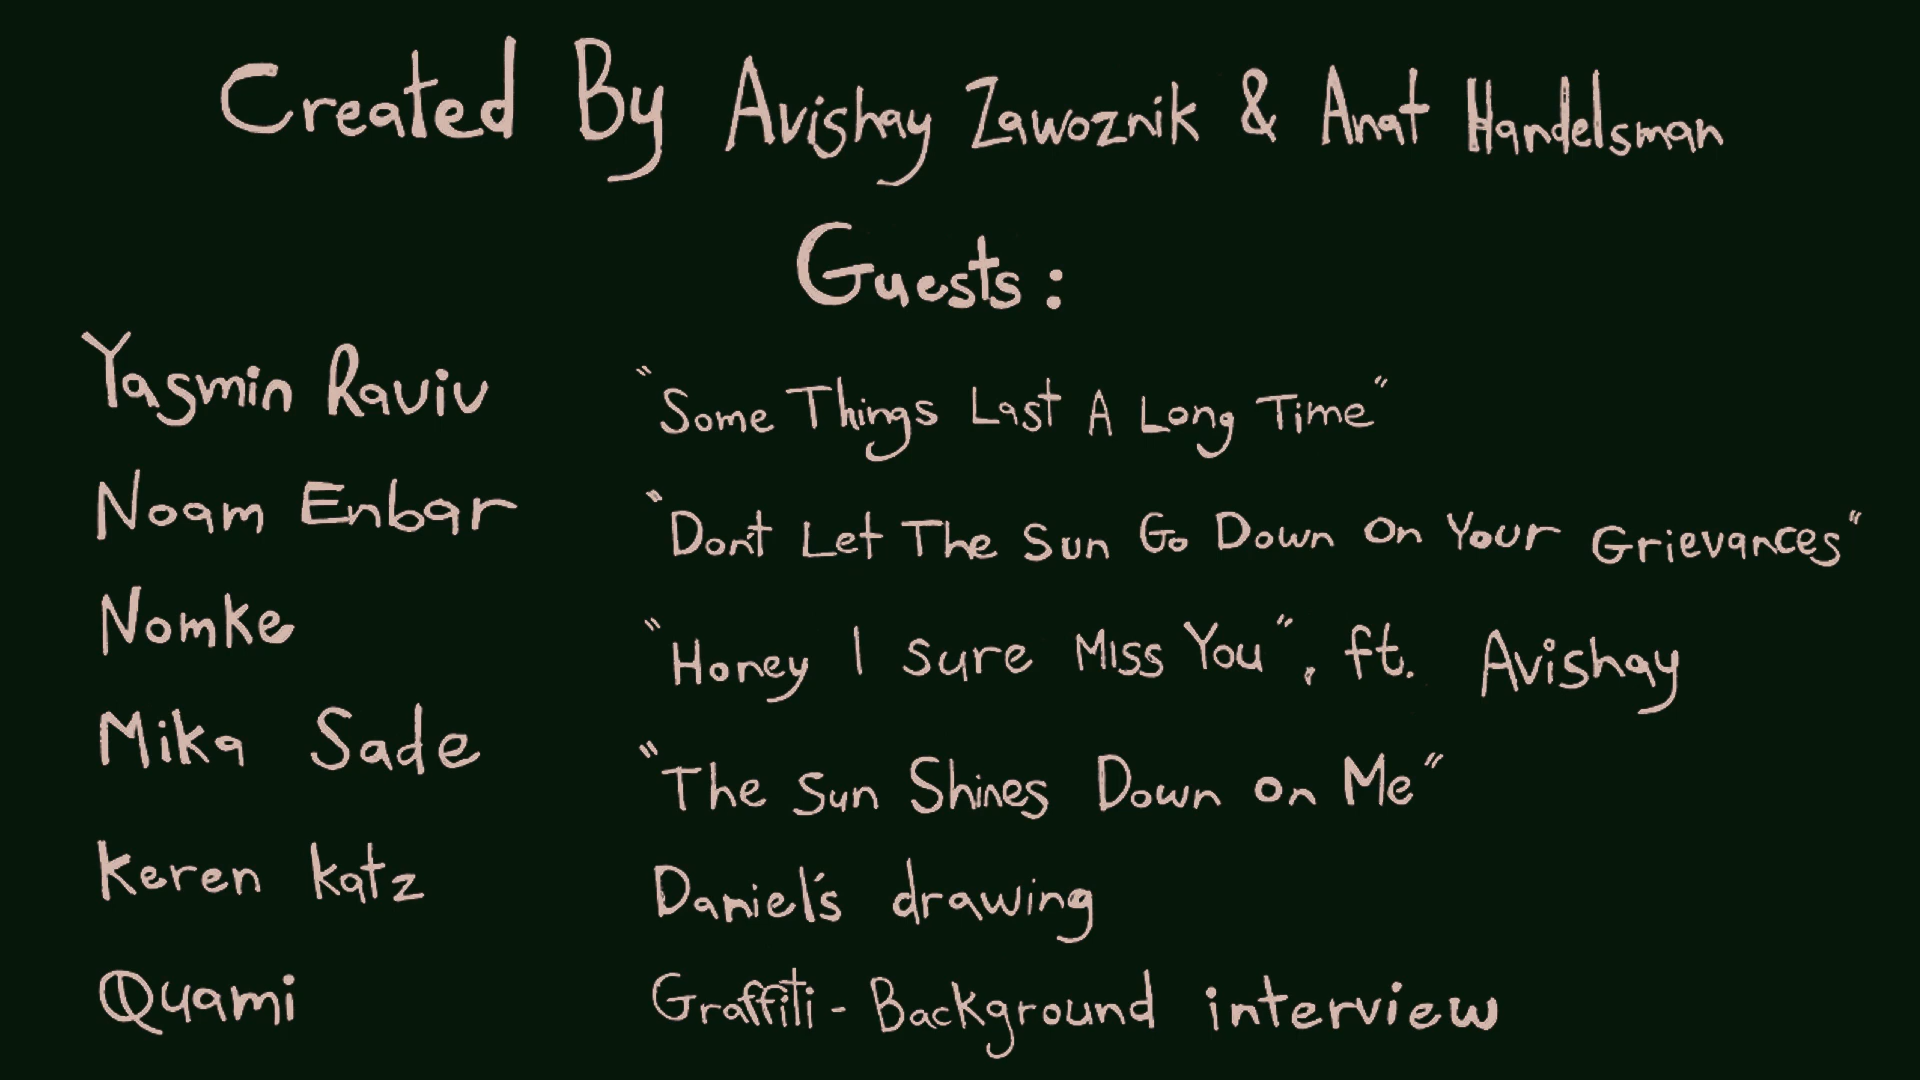 Created By Avishay Zawoznik & Anat Handelsman
Guests:
Yasmin Raviv "Some Things Last A Long Time"
Noam Enbar "Don't Let The Sun Go Down On Your Grievances"
Nomke "Honey I Sure Miss You", ft. Avishay
Mika Sade "The Sun Shines Down on Me"
Keren Katz Daniel's drawing
Quami Graffiti - Background interview